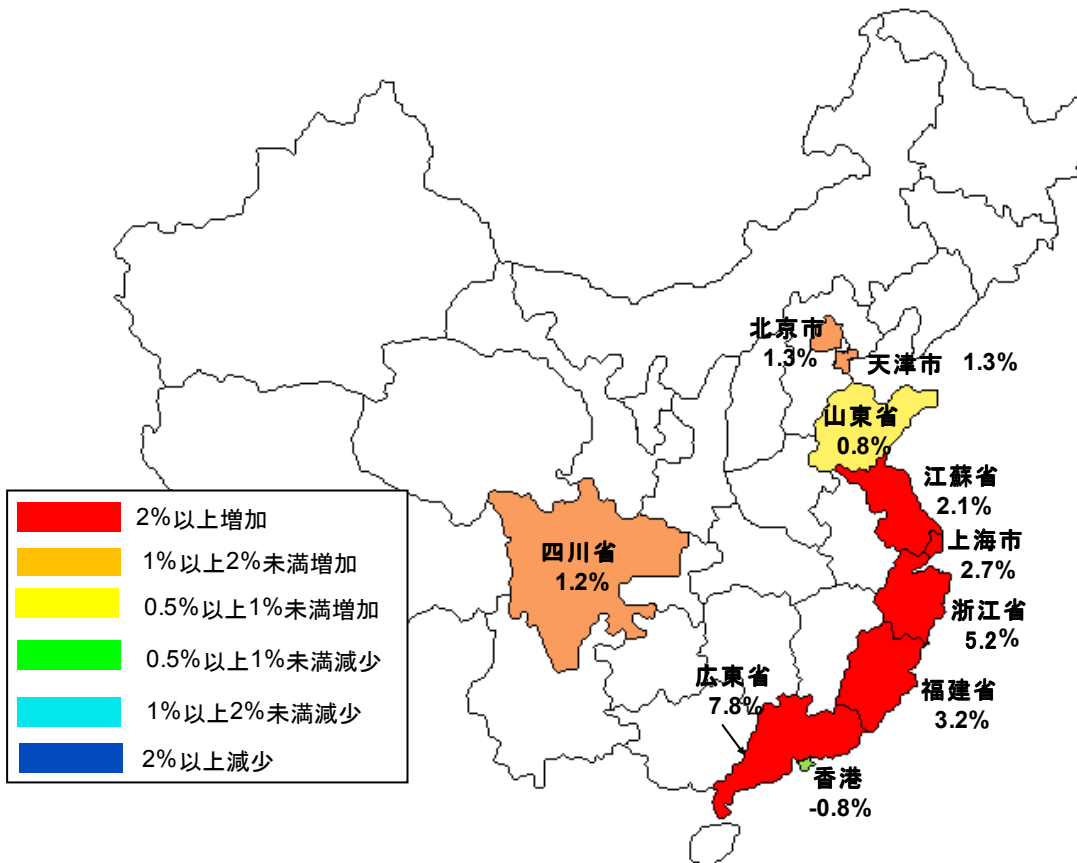 北京市
1.3%
天津市 1.3%
山東省
0.8%
江蘇省
2.1%
上海市
2.7%
浙江省
5.2%
福建省
3.2%
広東省
7.8%
香港
-0.8%
四川省
1.2%
2%以上増加
1%以上2%未満増加
0.5%以上1%未満増加
0.5%以上1%未満減少
1%以上2%未満減少
2%以上減少